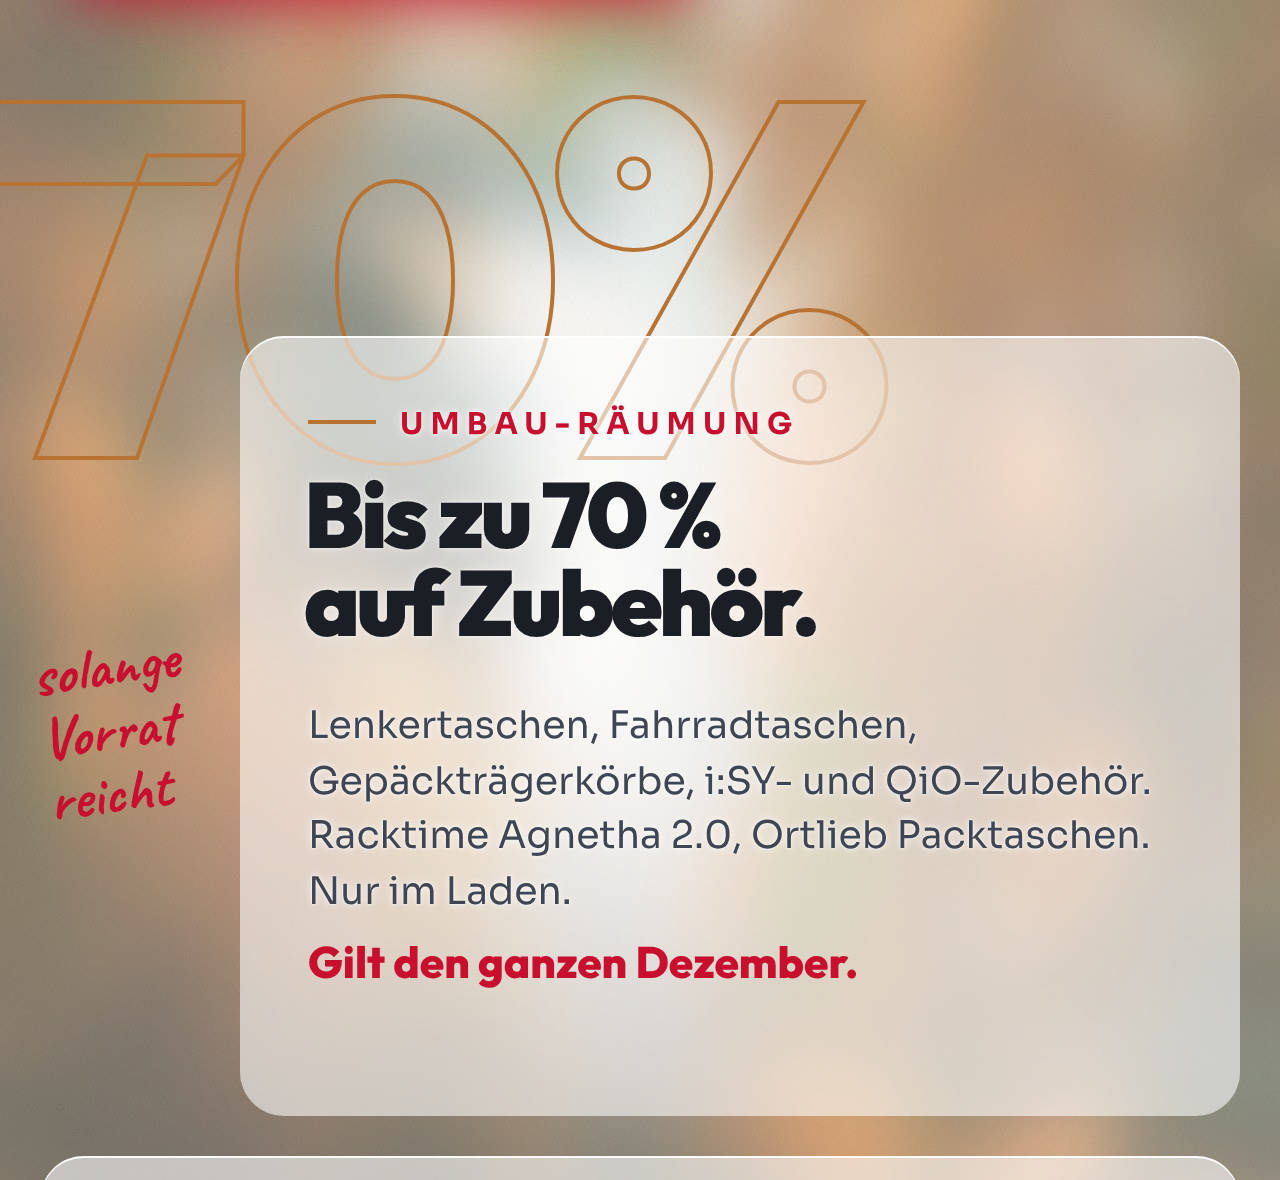 70%
UMBAU-RÄUMUNG
Bis zu 70 %
auf Zubehör.
solange
Vorrat
reicht
Lenkertaschen, Fahrradtaschen,
Gepäckträgerkörbe, i:SY- und QiO-Zubehör.
Racktime Agnetha 2.0, Ortlieb Packtaschen.
Nur im Laden.
Gilt den ganzen Dezember.